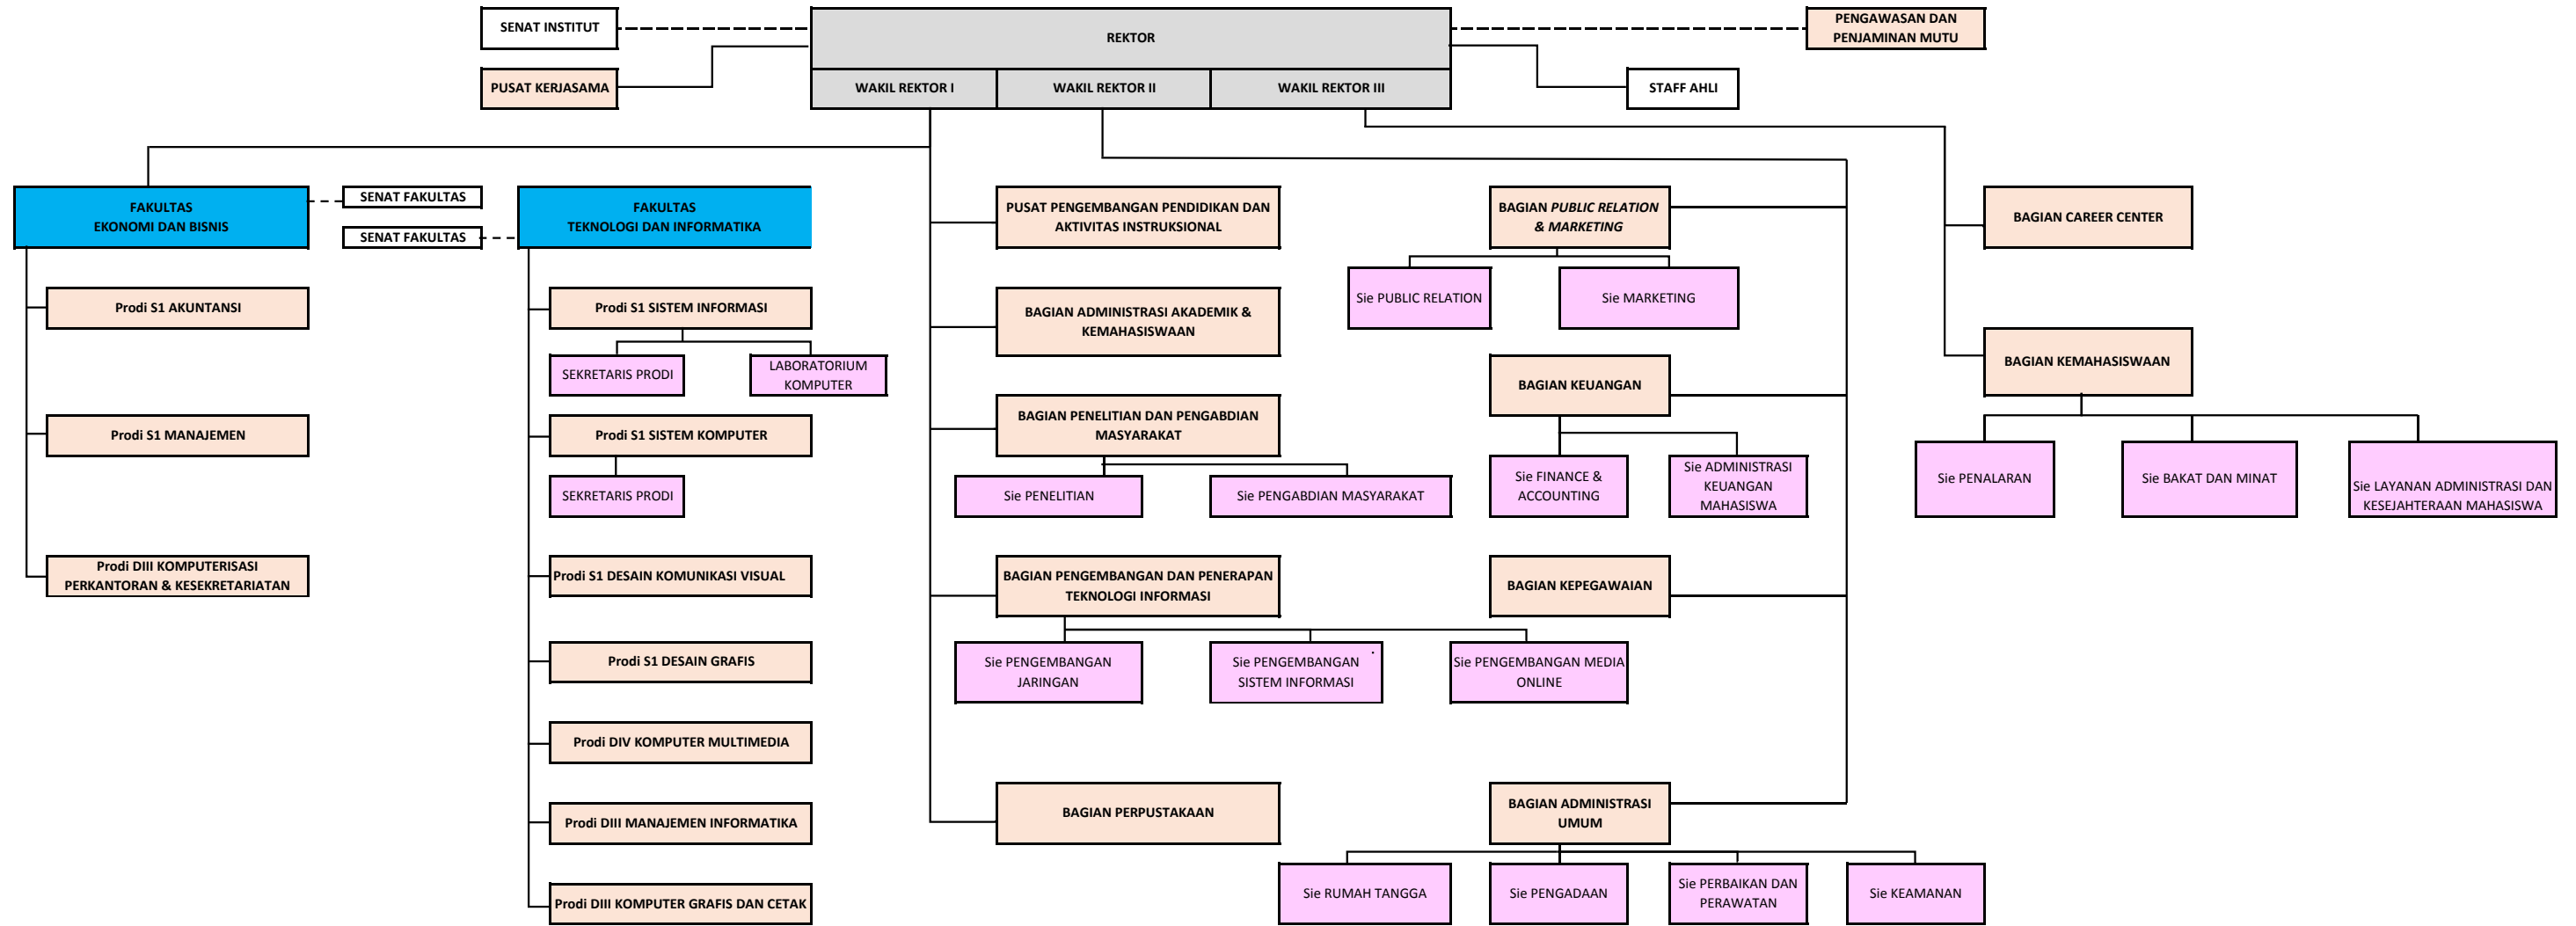 SENAT INSTITUT
REKTOR
PENGAWASAN DAN
PENJAMINAN MUTU
PUSAT KERJASAMA
WAKIL REKTOR I
WAKIL REKTOR II
WAKIL REKTOR III
STAFF AHLI
FAKULTAS
EKONOMI DAN BISNIS
SENAT FAKULTAS
SENAT FAKULTAS
FAKULTAS
TEKNOLOGI DAN INFORMATIKA
Prodi S1 AKUNTANSI
Prodi S1 MANAJEMEN
Prodi DIII KOMPUTERISASI
PERKANTORAN & KESEKRETARIATAN
Prodi S1 SISTEM INFORMASI
SEKRETARIS PRODI
LABORATORIUM
KOMPUTER
Prodi S1 SISTEM KOMPUTER
SEKRETARIS PRODI
Prodi S1 DESAIN KOMUNIKASI VISUAL
Prodi S1 DESAIN GRAFIS
Prodi DIV KOMPUTER MULTIMEDIA
Prodi DIII MANAJEMEN INFORMATIKA
Prodi DIII KOMPUTER GRAFIS DAN CETAK
PUSAT PENGEMBANGAN PENDIDIKAN DAN
AKTIVITAS INSTRUKSIONAL
BAGIAN ADMINISTRASI AKADEMIK &
KEMAHASISWAAN
BAGIAN PENELITIAN DAN PENGABDIAN
MASYARAKAT
Sie PENELITIAN
Sie PENGABDIAN MASYARAKAT
BAGIAN PENGEMBANGAN DAN PENERAPAN
TEKNOLOGI INFORMASI
Sie PENGEMBANGAN
JARINGAN
Sie PENGEMBANGAN
SISTEM INFORMASI
Sie PENGEMBANGAN MEDIA
ONLINE
BAGIAN PERPUSTAKAAN
BAGIAN PUBLIC RELATION
& MARKETING
Sie PUBLIC RELATION
Sie MARKETING
BAGIAN KEUANGAN
Sie FINANCE &
ACCOUNTING
Sie ADMINISTRASI
KEUANGAN
MAHASISWA
BAGIAN KEPEGAWAIAN
BAGIAN ADMINISTRASI
UMUM
Sie RUMAH TANGGA
Sie PENGADAAN
Sie PERBAIKAN DAN
PERAWATAN
Sie KEAMANAN
BAGIAN CAREER CENTER
BAGIAN KEMAHASISWAAN
Sie PENALARAN
Sie BAKAT DAN MINAT
Sie LAYANAN ADMINISTRASI DAN
KESEJAHTERAAN MAHASISWA